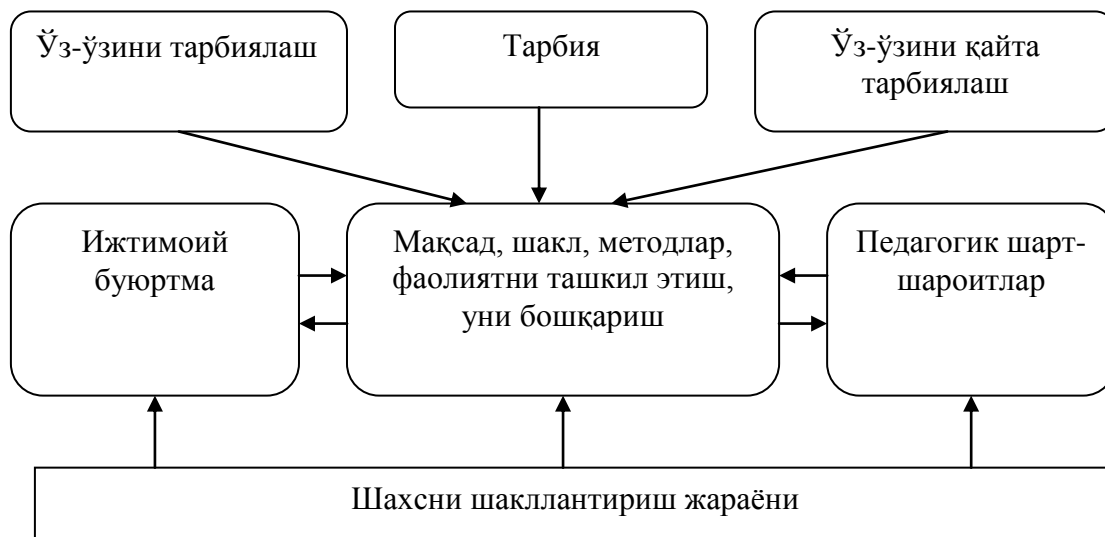 Ўз-ўзини тарбиялаш
Тарбия
Ўз-ўзини қайта
тарбиялаш
Ижтимоий
буюртма
Мақсад, шакл, методлар,
фаолиятни ташкил этиш,
уни бошқариш
Педагогик шарт-
шароитлар
Шахсни шакллантириш жараёни